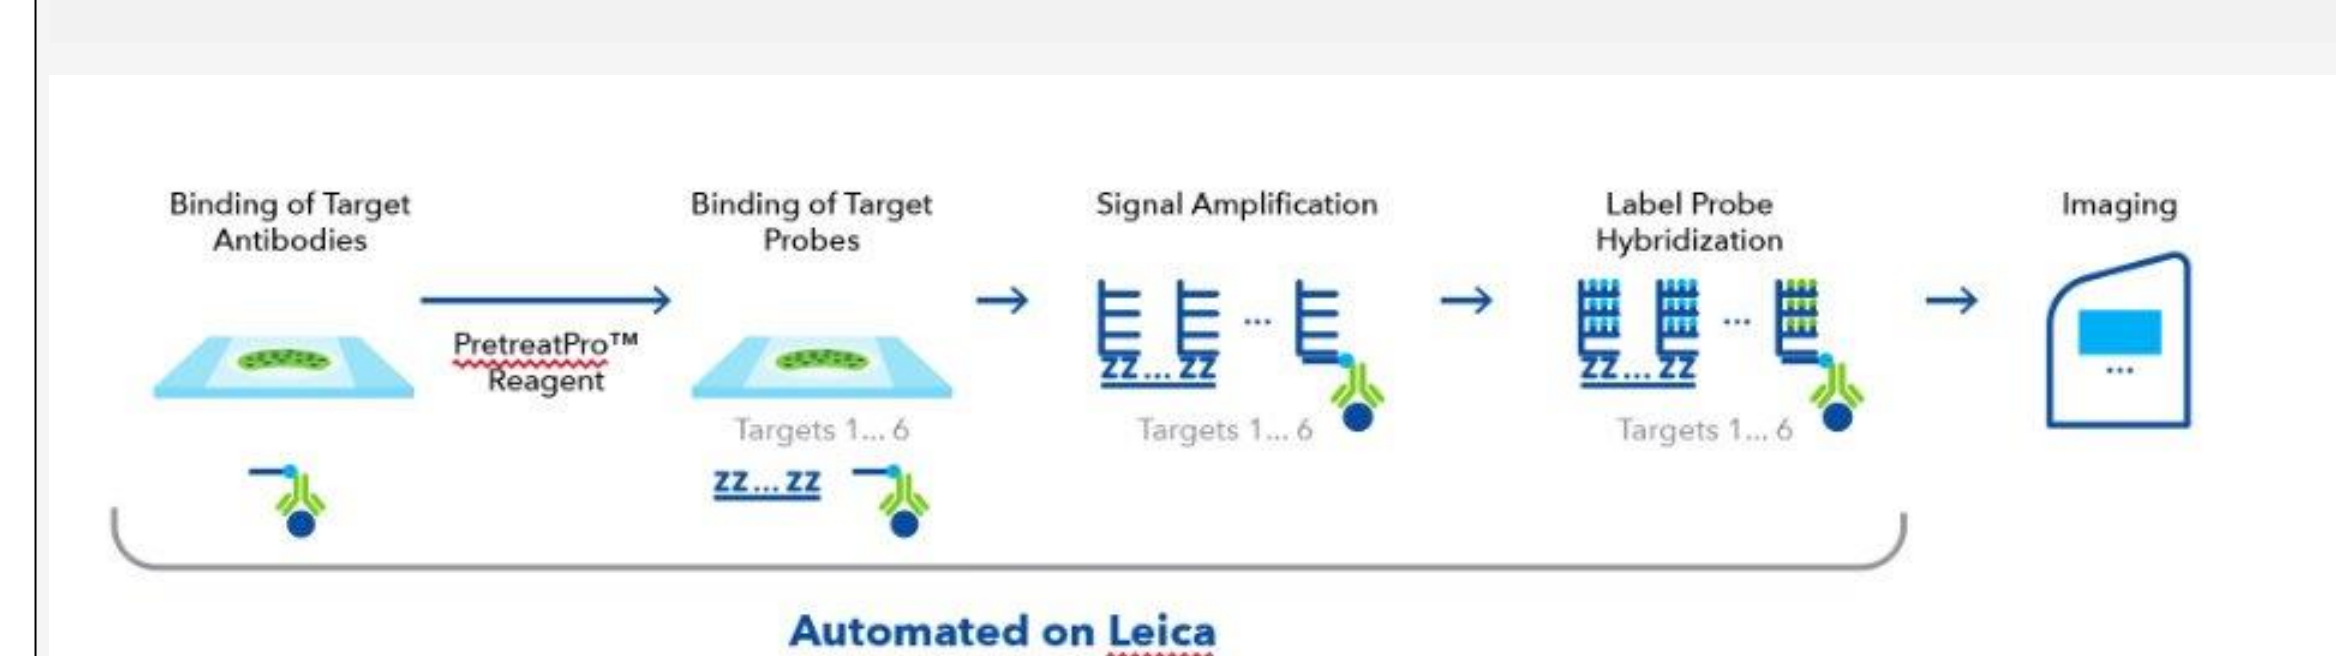 Binding of Target
Antibodies
PretreatPro™
Reagent
Binding of Target
Probes
Targets 1... 6
ZZ... ZZ
Signal Amplification
...
ZZ... ZZ
Targets 1... 6
Label Probe
Hybridization
...
ZZ... ZZ
Targets 1... 6
Imaging
...
Automated on Leica